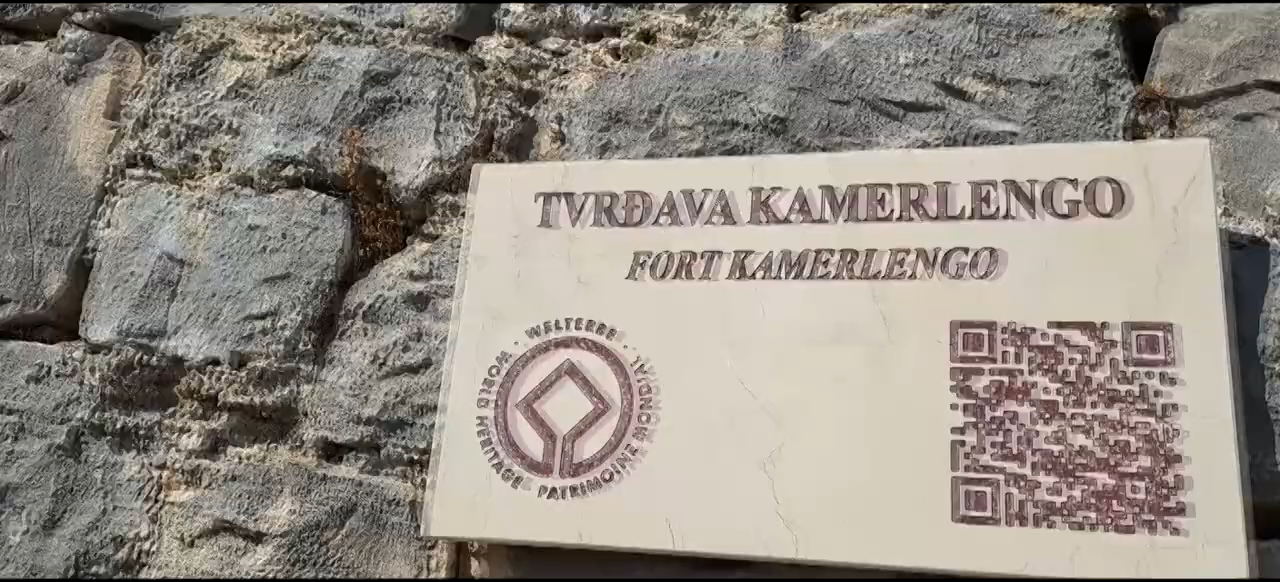 TVRĐAVA KAMERLENGO
FORT KAMERLENGO
WORLD HERITAGE · WELTERBE · PATRIMOINE MONDIAL